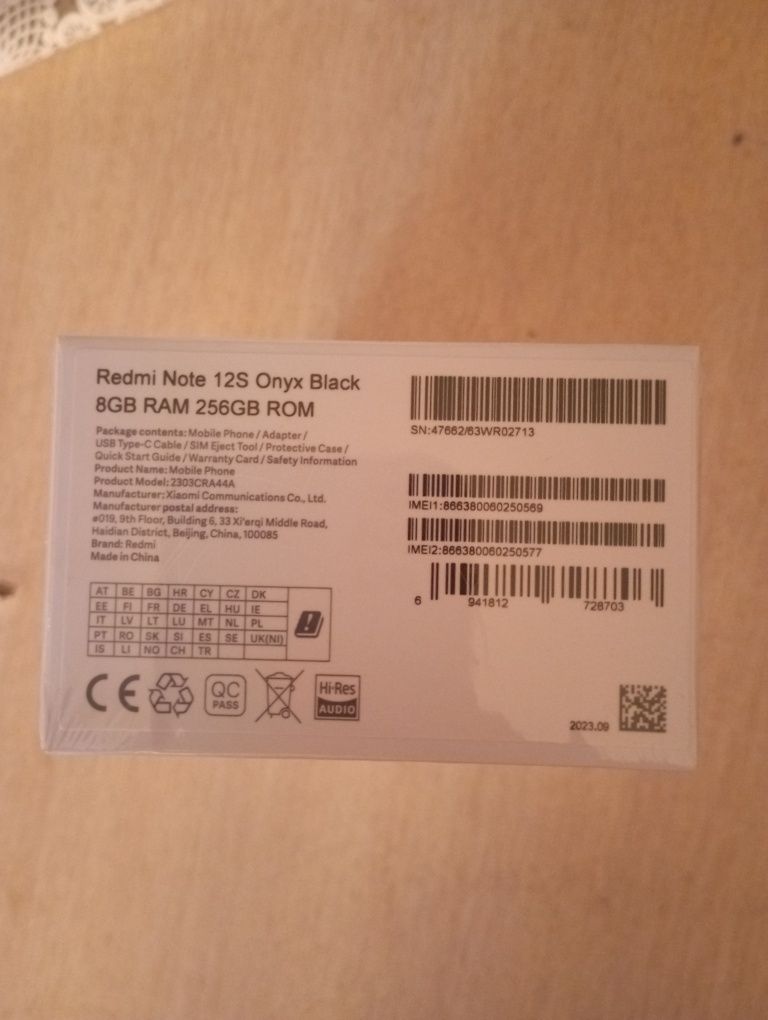 Redmi Note 12S Onyx Black
8GB RAM 256GB ROM
Package contents: Mobile Phone / Adapter /
USB Type-C Cable / SIM Eject Tool / Protective Case /
Quick Start Guide / Warranty Card / Safety Information
Product Name: Mobile Phone
Product Model: 2303CRA44A
Manufacturer: Xiaomi Communications Co., Ltd.
Manufacturer postal address:
#019, 9th Floor, Building 6, 33 Xi'erqi Middle Road,
Haidian District, Beijing, China, 100085
Brand: Redmi
Made in China
AT BE BG HR CY CZ DK
EE FI FR DE EL HU IE
IT LV LT LU MT NL PL
PT RO SK SI ES SE UK(NI)
IS LI NO CH TR
CE
QC
PASS
Hi-Res
AUDIO
SN:47662/63WR02713
IMEI1:866380060250569
IMEI2:866380060250577
6 941812 728703
2023.09